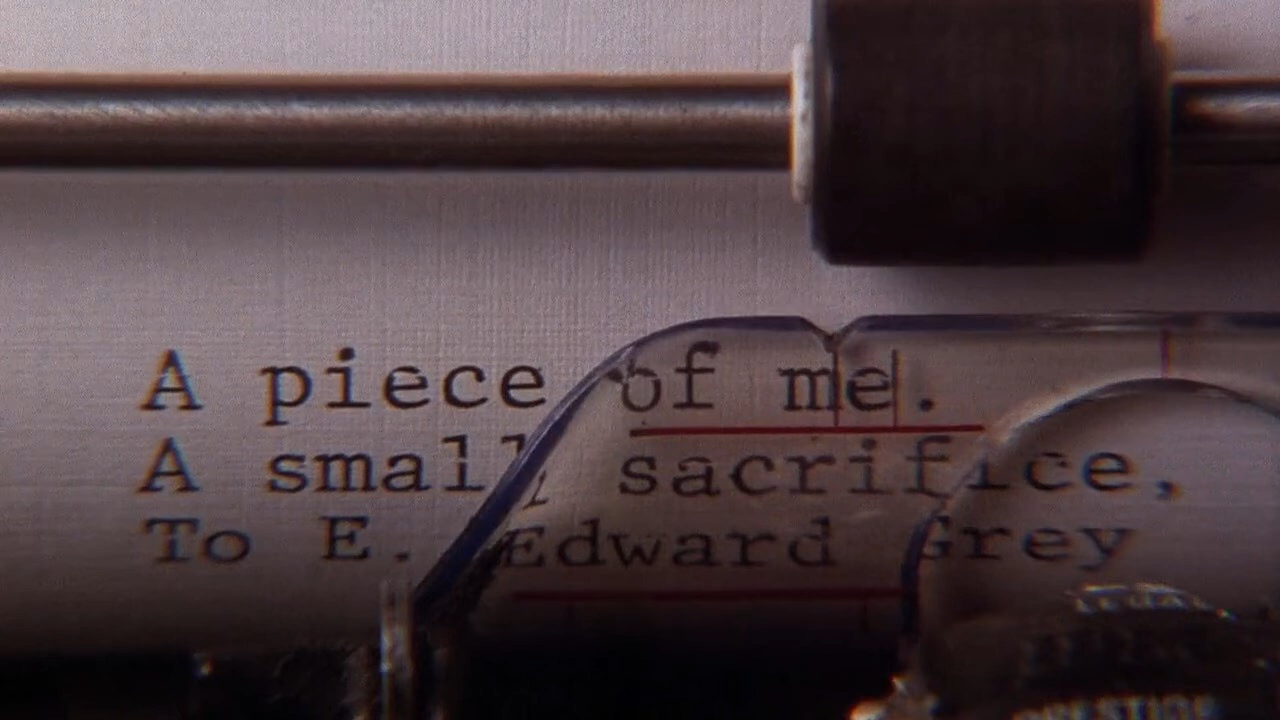 A piece of me.
A small sacrifice,
To E. Edward Grey